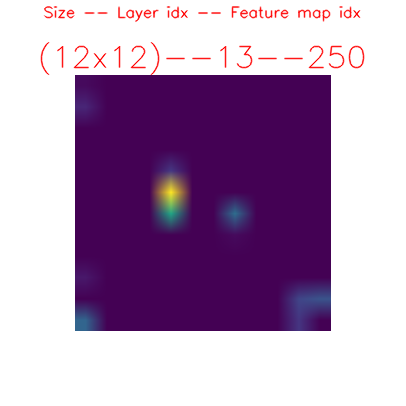 Size -- Layer idx -- Feature map idx
(12x12)--13--250